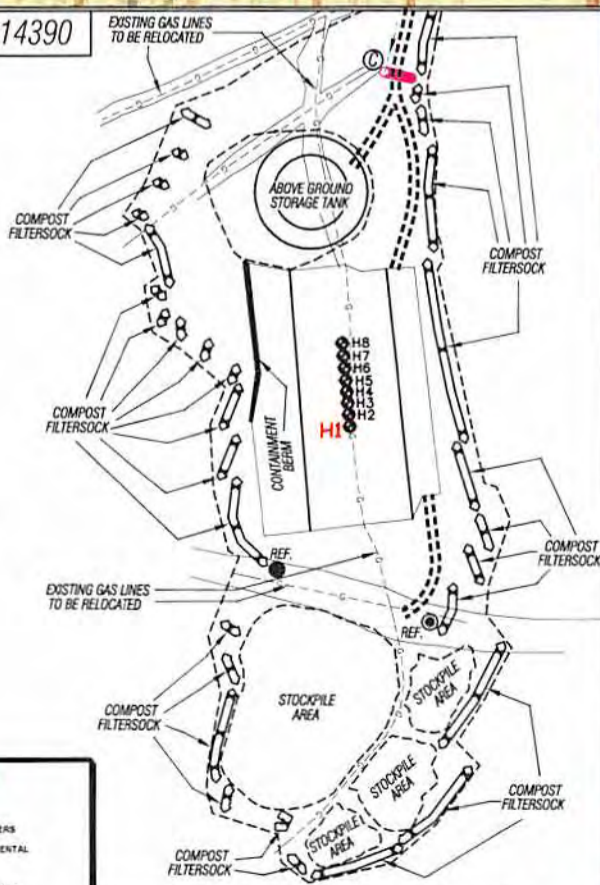 14390
EXISTING GAS LINES
TO BE RELOCATED
C
ABOVE GROUND
STORAGE TANK
COMPOST
FILTERSOCK
COMPOST
FILTERSOCK
H8
H7
H6
H5
H4
H3
H2
H1
CONTAINMENT
BERM
COMPOST
FILTERSOCK
REF.
COMPOST
FILTERSOCK
EXISTING GAS LINES
TO BE RELOCATED
REF.
STOCKPILE
AREA
STOCKPILE
AREA
COMPOST
FILTERSOCK
STOCKPILE
AREA
COMPOST
FILTERSOCK
STOCKPILE
AREA
COMPOST
FILTERSOCK
ERS
ENTAL